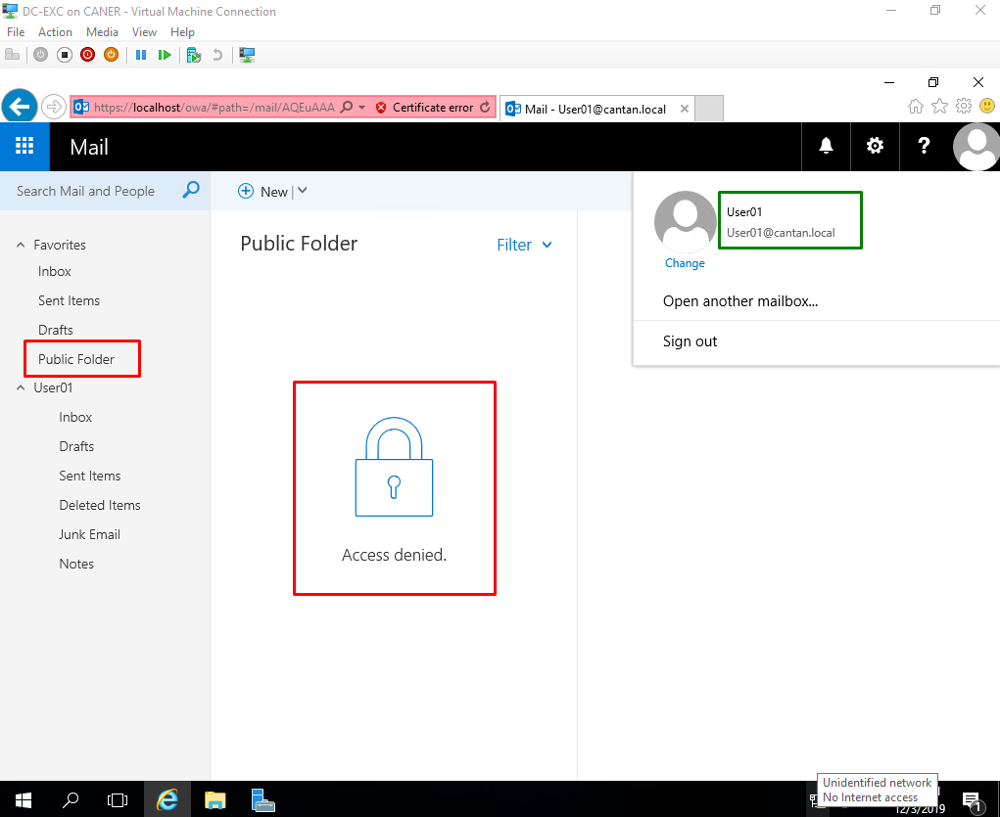 DC-EXC on CANER - Virtual Machine Connection
File Action Media View Help
https://localhost/owa/#path=/mail/AQEuAAA Certificate error Mail - User01@cantan.local
Mail ?
Search Mail and People
New
User01
User01@cantan.local
Change
Open another mailbox...
Sign out
Public Folder Filter
Favorites
Inbox
Sent Items
Drafts
Public Folder
User01
Inbox
Drafts
Sent Items
Deleted Items
Junk Email
Notes
Access denied.
Unidentified network
No Internet access
12/3/2019
1